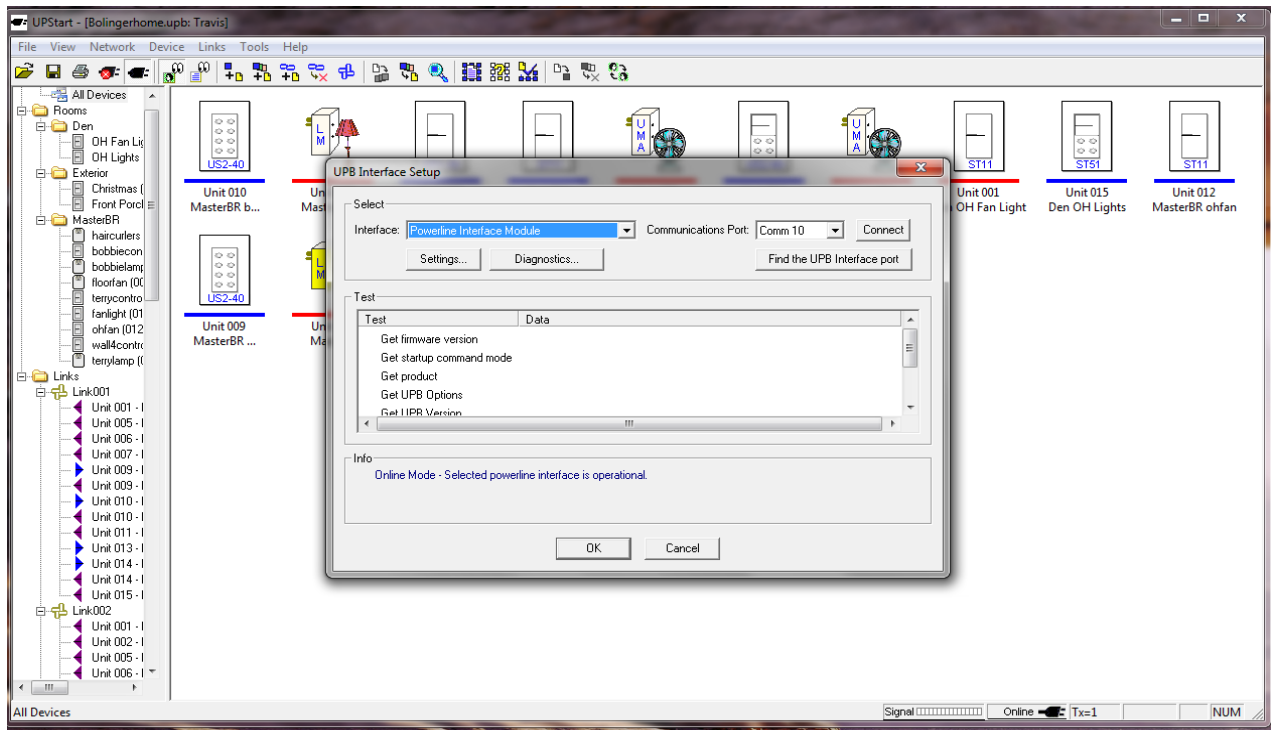 UPStart - [Bolingerhome.upb: Travis]
File View Network Device Links Tools Help
All Devices
Rooms
Den
OH Fan Lig
OH Lights
Exterior
Christmas (
Front Porcl
MasterBR
haircurlers
bobbiecon
bobbielamp
floorfan (00
terrycontro
fanlight (01
ohfan (012
wall4contro
terrylamp ((
Links
Link001
Unit 001 - I
Unit 005 - I
Unit 006 - I
Unit 007 - I
Unit 009 - I
Unit 009 - I
Unit 010 - I
Unit 010 - I
Unit 011 - I
Unit 013 - I
Unit 014 - I
Unit 014 - I
Unit 015 - I
Link002
Unit 001 - I
Unit 002 - I
Unit 005 - I
Unit 006 - I
US2-40
Unit 010
MasterBR b...
L M
Un
Mast
U M A
U M A
ST11
Unit 001
OH Fan Light
ST51
Unit 015
Den OH Lights
ST11
Unit 012
MasterBR ohfan
US2-40
Unit 009
MasterBR ...
L M
Un
Ma
UPB Interface Setup
Select
Interface: Powerline Interface Module Communications Port: Comm 10 Connect
Settings... Diagnostics... Find the UPB Interface port
Test
Test Data
Get firmware version
Get startup command mode
Get product
Get UPB Options
Get UPB Version
Info
Online Mode - Selected powerline interface is operational.
OK Cancel
All Devices Signal Online Tx=1 NUM